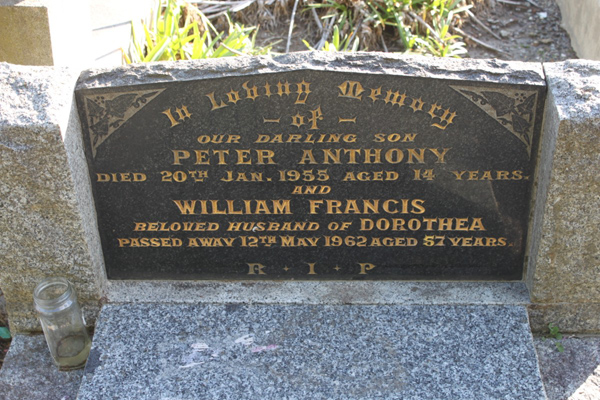 In Loving Memory
- of -
OUR DARLING SON
PETER ANTHONY
DIED 20TH JAN. 1955 AGED 14 YEARS.
AND
WILLIAM FRANCIS
BELOVED HUSBAND OF DOROTHEA
PASSED AWAY 12TH MAY 1962 AGED 57 YEARS.
R · I · P